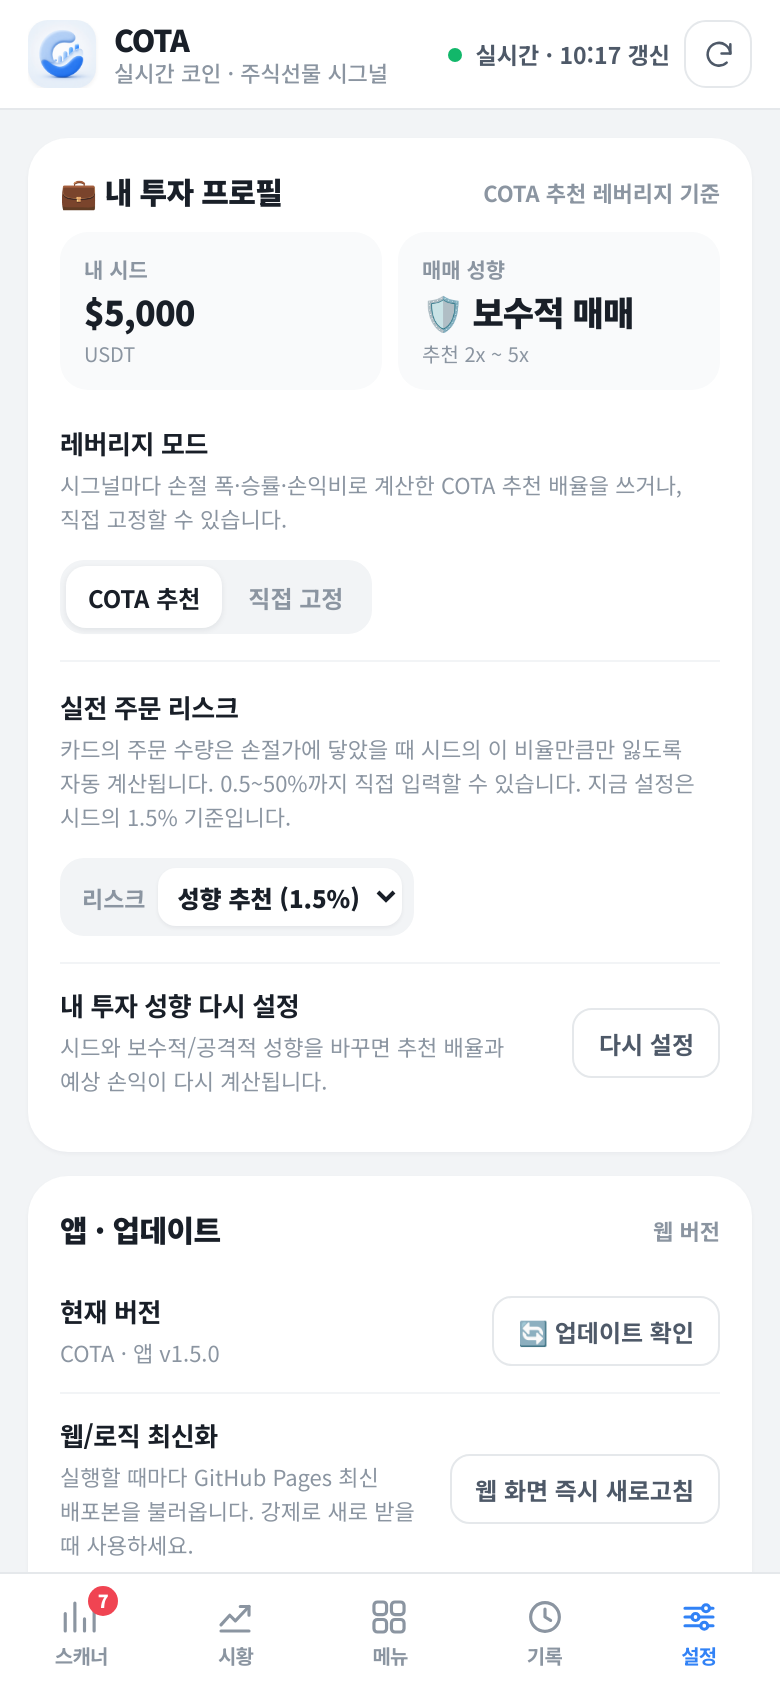 COTA
실시간 코인 · 주식선물 시그널
실시간 · 10:17 갱신
내 투자 프로필
COTA 추천 레버리지 기준
내 시드
$5,000
USDT
매매 성향
보수적 매매
추천 2x ~ 5x
레버리지 모드
시그널마다 손절 폭·승률·손익비로 계산한 COTA 추천 배율을 쓰거나,
직접 고정할 수 있습니다.
COTA 추천
직접 고정
실전 주문 리스크
카드의 주문 수량은 손절가에 닿았을 때 시드의 이 비율만큼만 잃도록
자동 계산됩니다. 0.5~50%까지 직접 입력할 수 있습니다. 지금 설정은
시드의 1.5% 기준입니다.
리스크
성향 추천 (1.5%)
내 투자 성향 다시 설정
시드와 보수적/공격적 성향을 바꾸면 추천 배율과
예상 손익이 다시 계산됩니다.
다시 설정
앱 · 업데이트
웹 버전
현재 버전
COTA · 앱 v1.5.0
업데이트 확인
웹/로직 최신화
실행할 때마다 GitHub Pages 최신
배포본을 불러옵니다. 강제로 새로 받을
때 사용하세요.
웹 화면 즉시 새로고침
7
스캐너
시황
메뉴
기록
설정